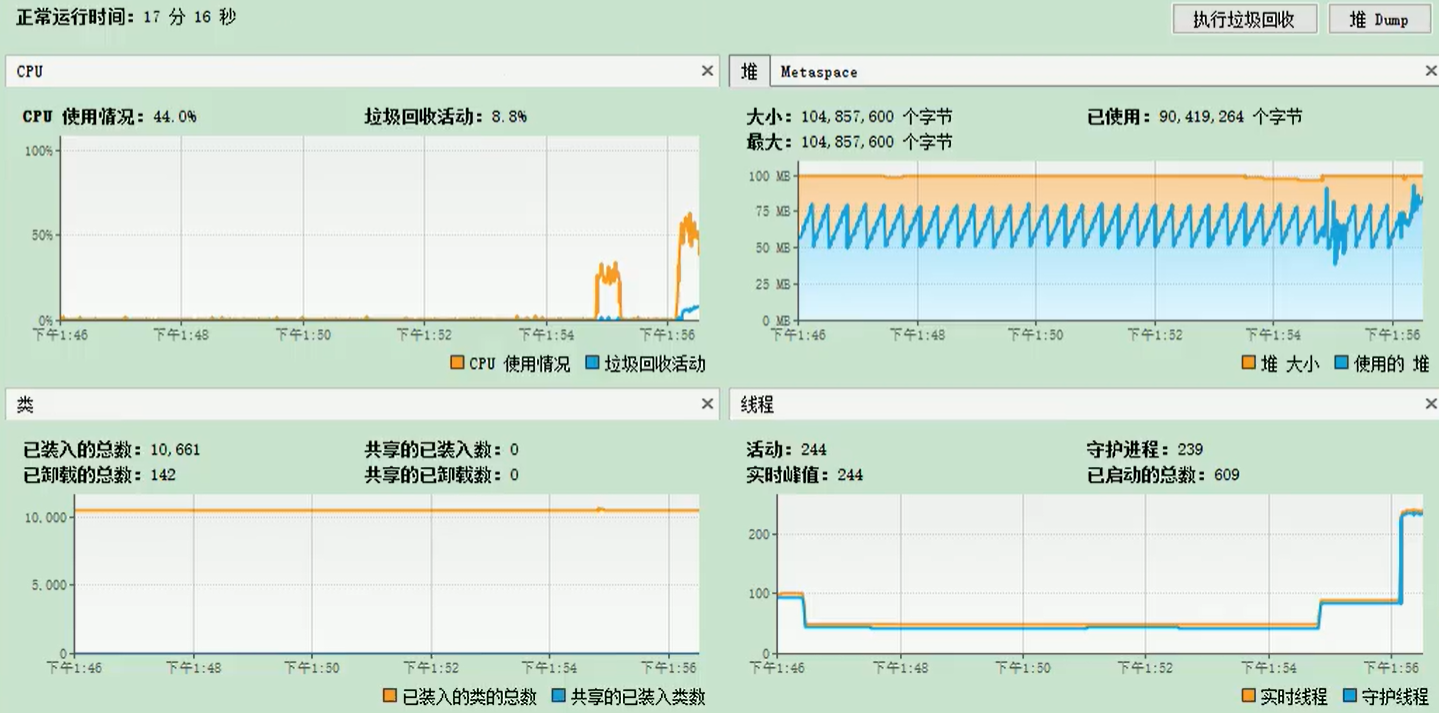 正常运行时间：17 分 16 秒
执行垃圾回收
堆 Dump
CPU
CPU 使用情况：44.0%
垃圾回收活动：8.8%
100%
50%
0%
下午1:46 下午1:48 下午1:50 下午1:52 下午1:54 下午1:56
CPU 使用情况 垃圾回收活动
堆 Metaspace
大小：104,857,600 个字节
已使用：90,419,264 个字节
最大：104,857,600 个字节
100 MB
75 MB
50 MB
25 MB
0 MB
下午1:46 下午1:48 下午1:50 下午1:52 下午1:54 下午1:56
堆 大小 使用的 堆
类
已装入的总数：10,661
共享的已装入数：0
已卸载的总数：142
共享的已卸载数：0
10,000
5,000
0
下午1:46 下午1:48 下午1:50 下午1:52 下午1:54 下午1:56
已装入的类的总数 共享的已装入类数
线程
活动：244
守护进程：239
实时峰值：244
已启动的总数：609
200
100
0
下午1:46 下午1:48 下午1:50 下午1:52 下午1:54 下午1:56
实时线程 守护线程